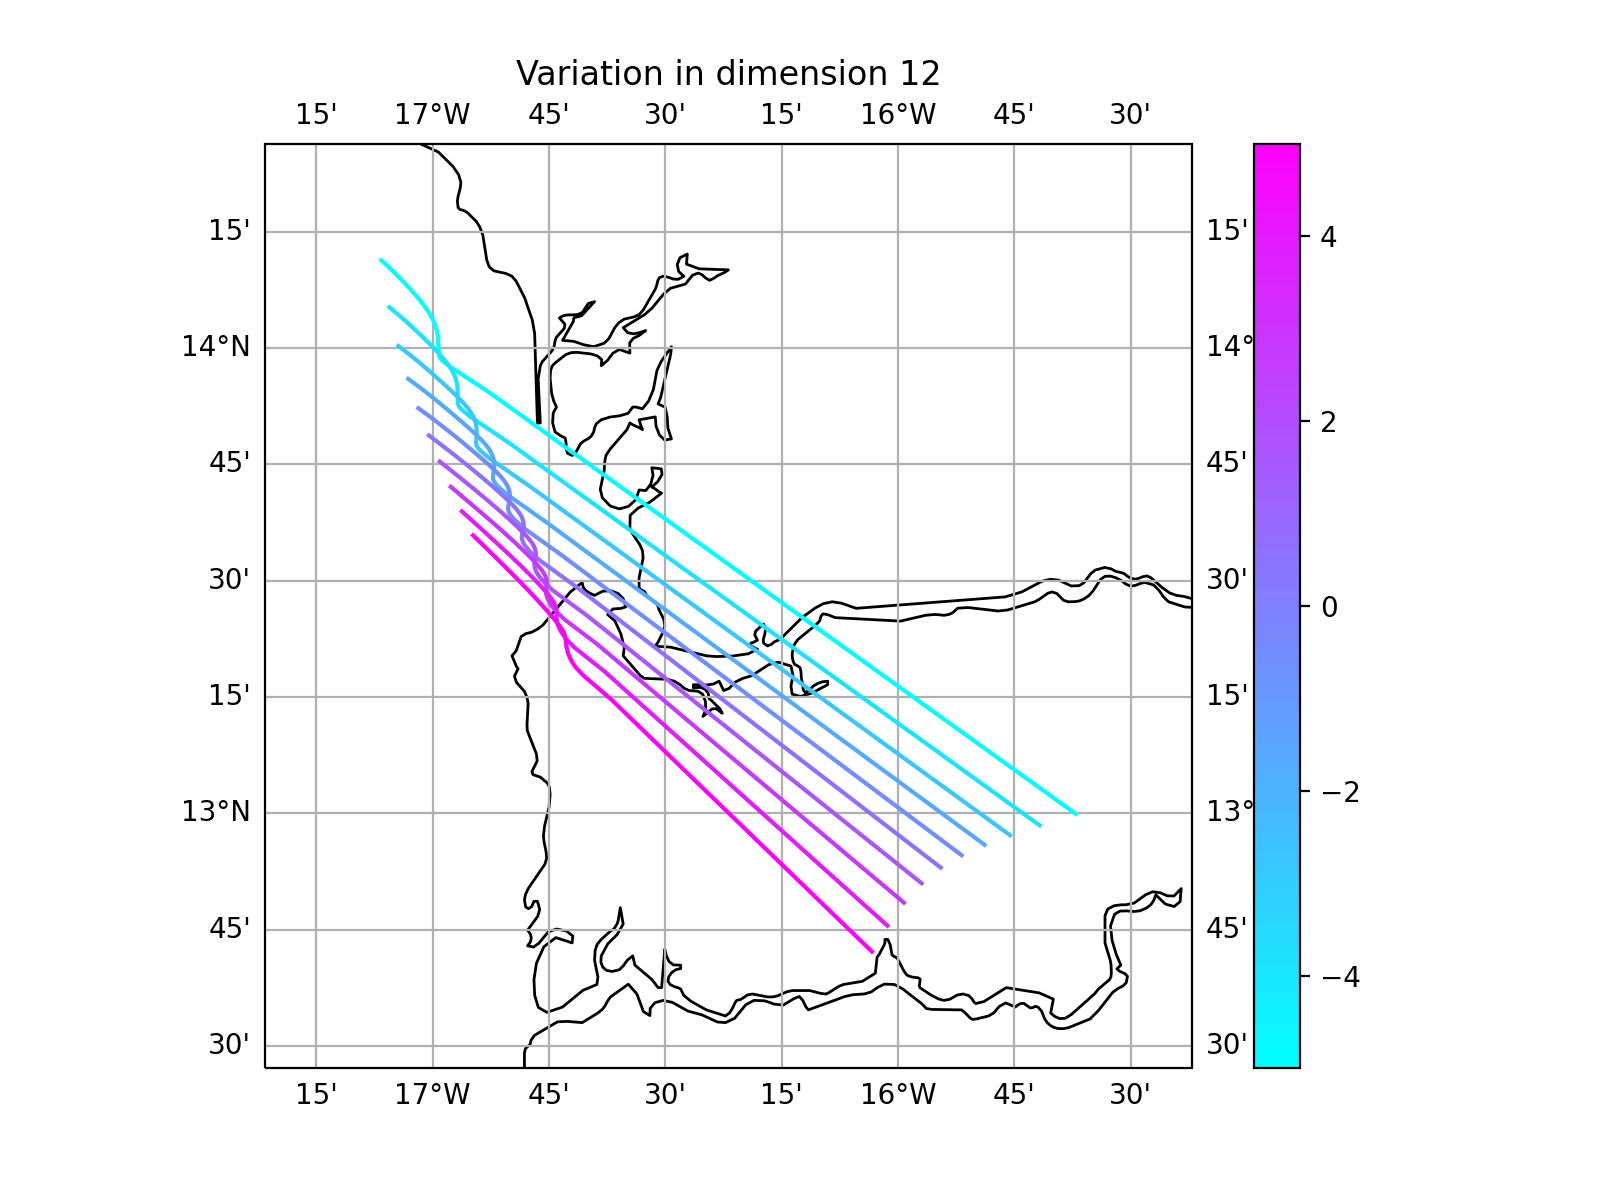 Variation in dimension 12
15' 17°W 45' 30' 15' 16°W 45' 30'
15' 15'
4
14°N 14°
2
45' 45'
30' 30'
0
15' 15'
−2
13°N 13°
45' 45'
−4
30' 30'
15' 17°W 45' 30' 15' 16°W 45' 30'